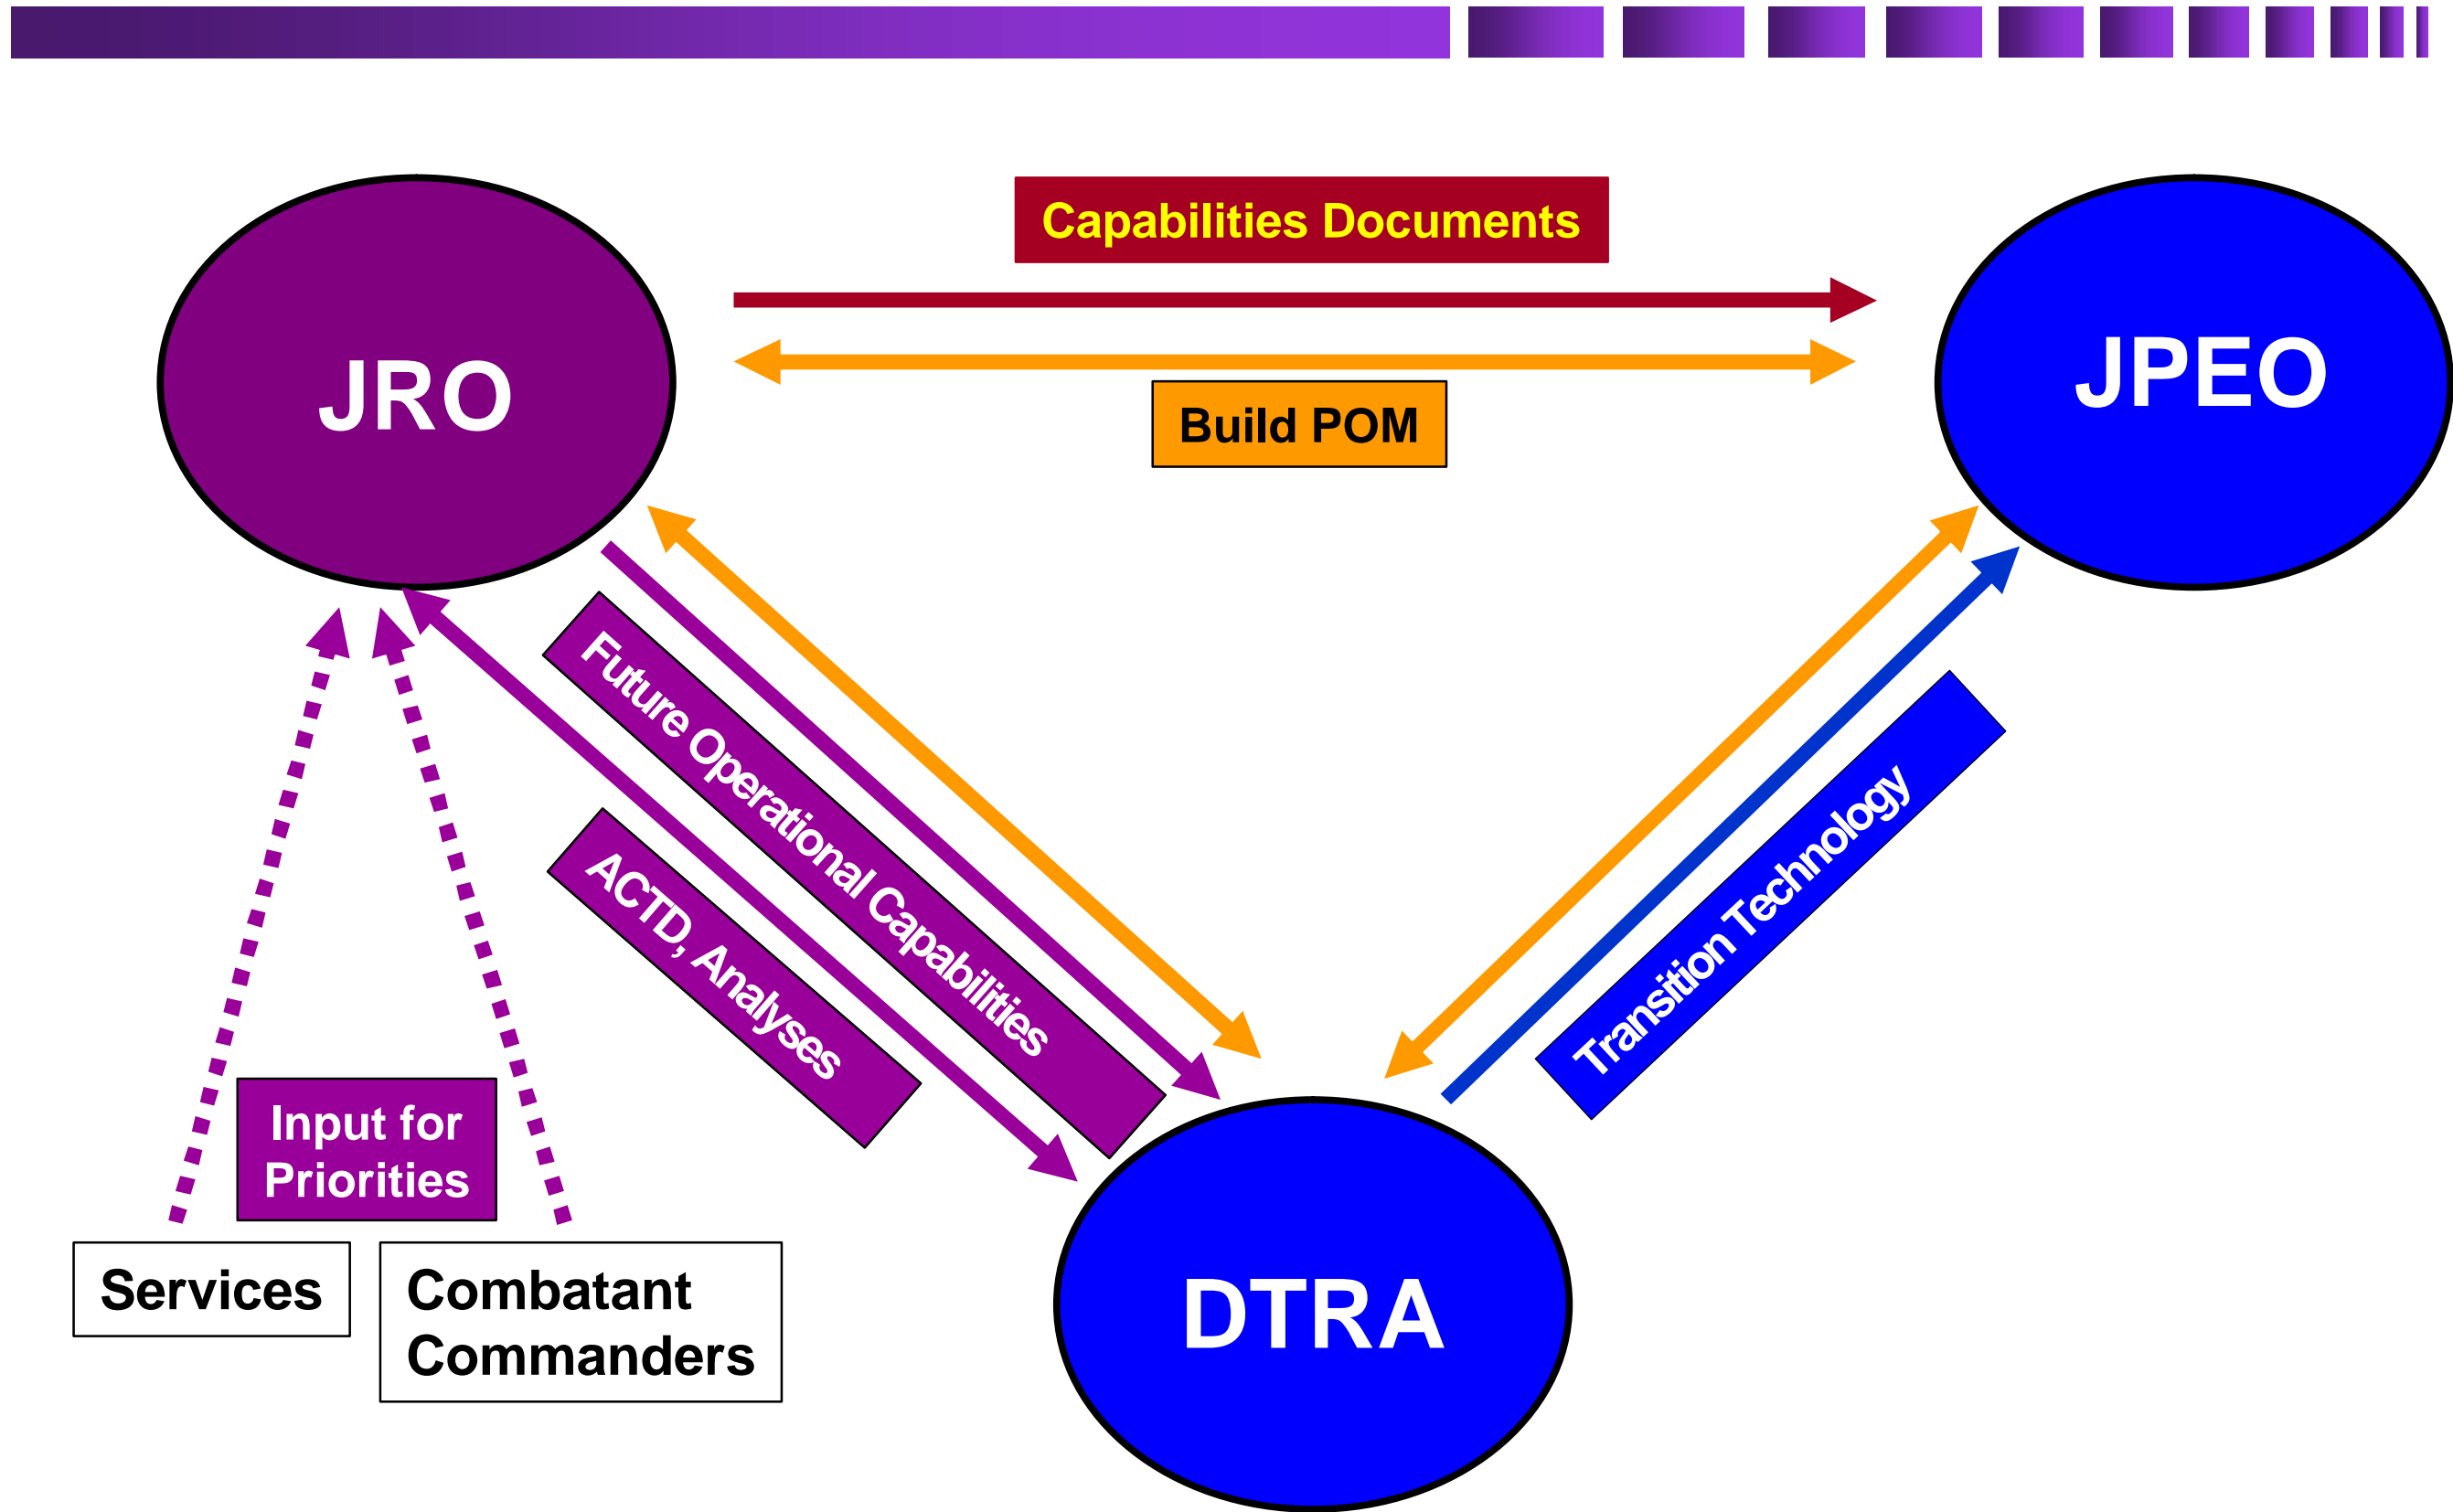 Capabilities Documents
JRO
JPEO
Build POM
Future Operational Capabilities
ACTD, Analyses
Transition Technology
Input for
Priorities
Services
Combatant
Commanders
DTRA